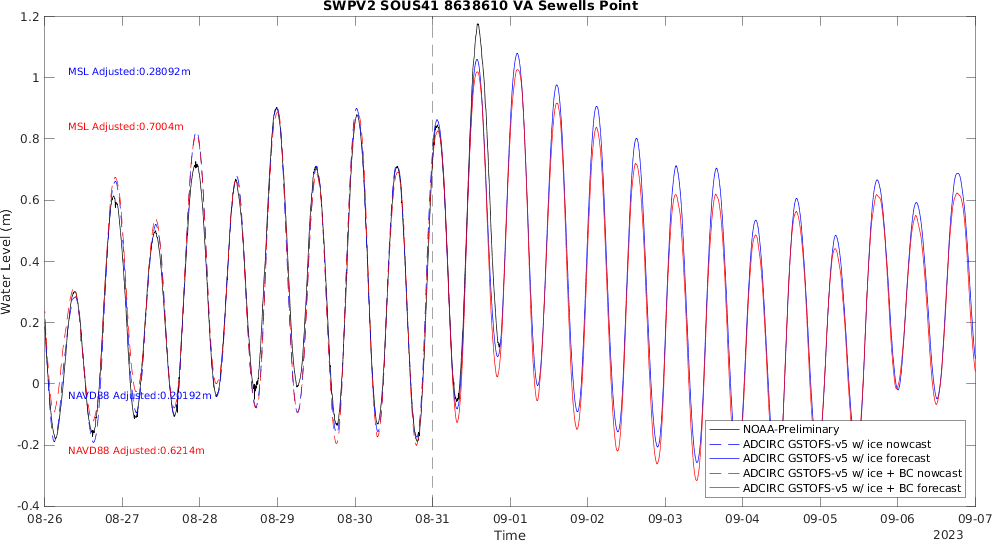 SWPV2 SOUS41 8638610 VA Sewells Point
1.2
1
0.8
0.6
0.4
0.2
0
-0.2
-0.4
Water Level (m)
MSL Adjusted:0.28092m
MSL Adjusted:0.7004m
NAVD88 Adjusted:0.20192m
NAVD88 Adjusted:0.6214m
NOAA-Preliminary
ADCIRC GSTOFS-v5 w/ ice nowcast
ADCIRC GSTOFS-v5 w/ ice forecast
ADCIRC GSTOFS-v5 w/ ice + BC nowcast
ADCIRC GSTOFS-v5 w/ ice + BC forecast
08-26 08-27 08-28 08-29 08-30 08-31 09-01 09-02 09-03 09-04 09-05 09-06 09-07
Time
2023